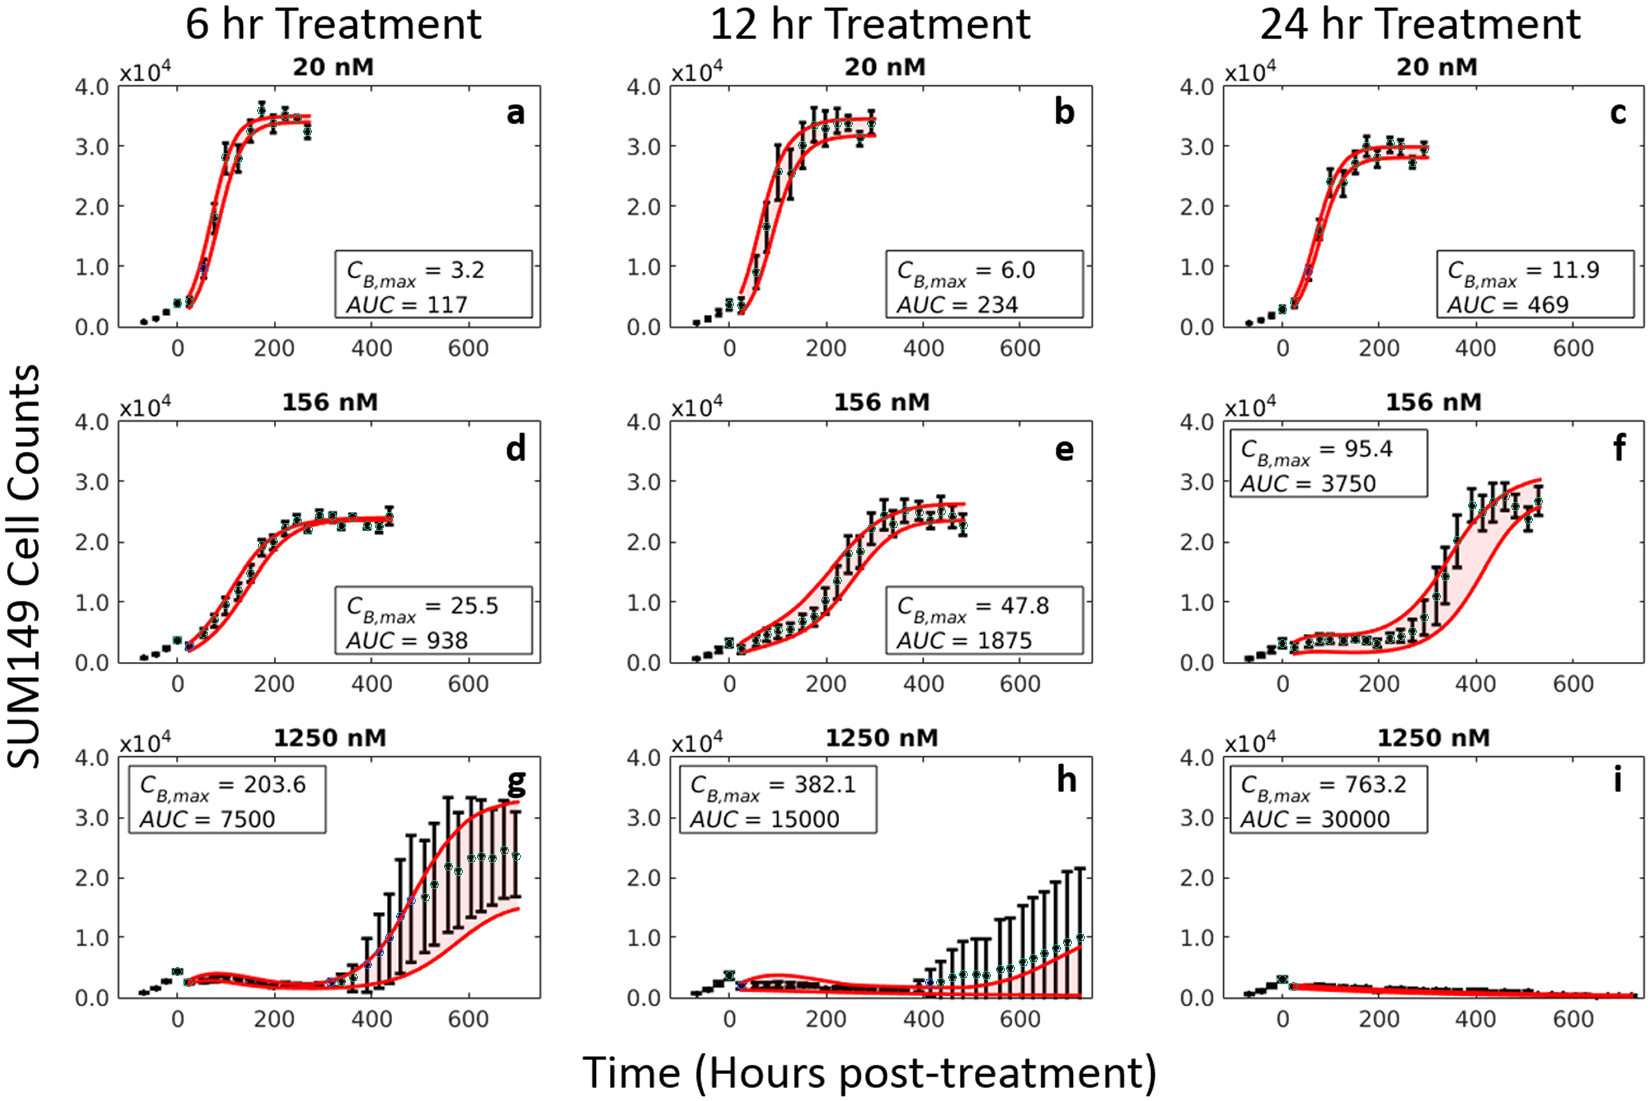 6 hr Treatment 12 hr Treatment 24 hr Treatment
x10⁴ 20 nM x10⁴ 20 nM x10⁴ 20 nM
4.0 a 4.0 b 4.0 c
3.0 3.0 3.0
2.0 2.0 2.0
1.0 C_B,max = 3.2 1.0 C_B,max = 6.0 1.0 C_B,max = 11.9
AUC = 117 AUC = 234 AUC = 469
0.0 0.0 0.0
0 200 400 600 0 200 400 600 0 200 400 600
SUM149 Cell Counts
x10⁴ 156 nM x10⁴ 156 nM x10⁴ 156 nM
4.0 d 4.0 e 4.0 C_B,max = 95.4 f
3.0 3.0 3.0 AUC = 3750
2.0 2.0 2.0
1.0 C_B,max = 25.5 1.0 C_B,max = 47.8 1.0
AUC = 938 AUC = 1875
0.0 0.0 0.0
0 200 400 600 0 200 400 600 0 200 400 600
x10⁴ 1250 nM x10⁴ 1250 nM x10⁴ 1250 nM
4.0 C_B,max = 203.6 g 4.0 C_B,max = 382.1 h 4.0 C_B,max = 763.2 i
3.0 AUC = 7500 3.0 AUC = 15000 3.0 AUC = 30000
2.0 2.0 2.0
1.0 1.0 1.0
0.0 0.0 0.0
0 200 400 600 0 200 400 600 0 200 400 600
Time (Hours post-treatment)